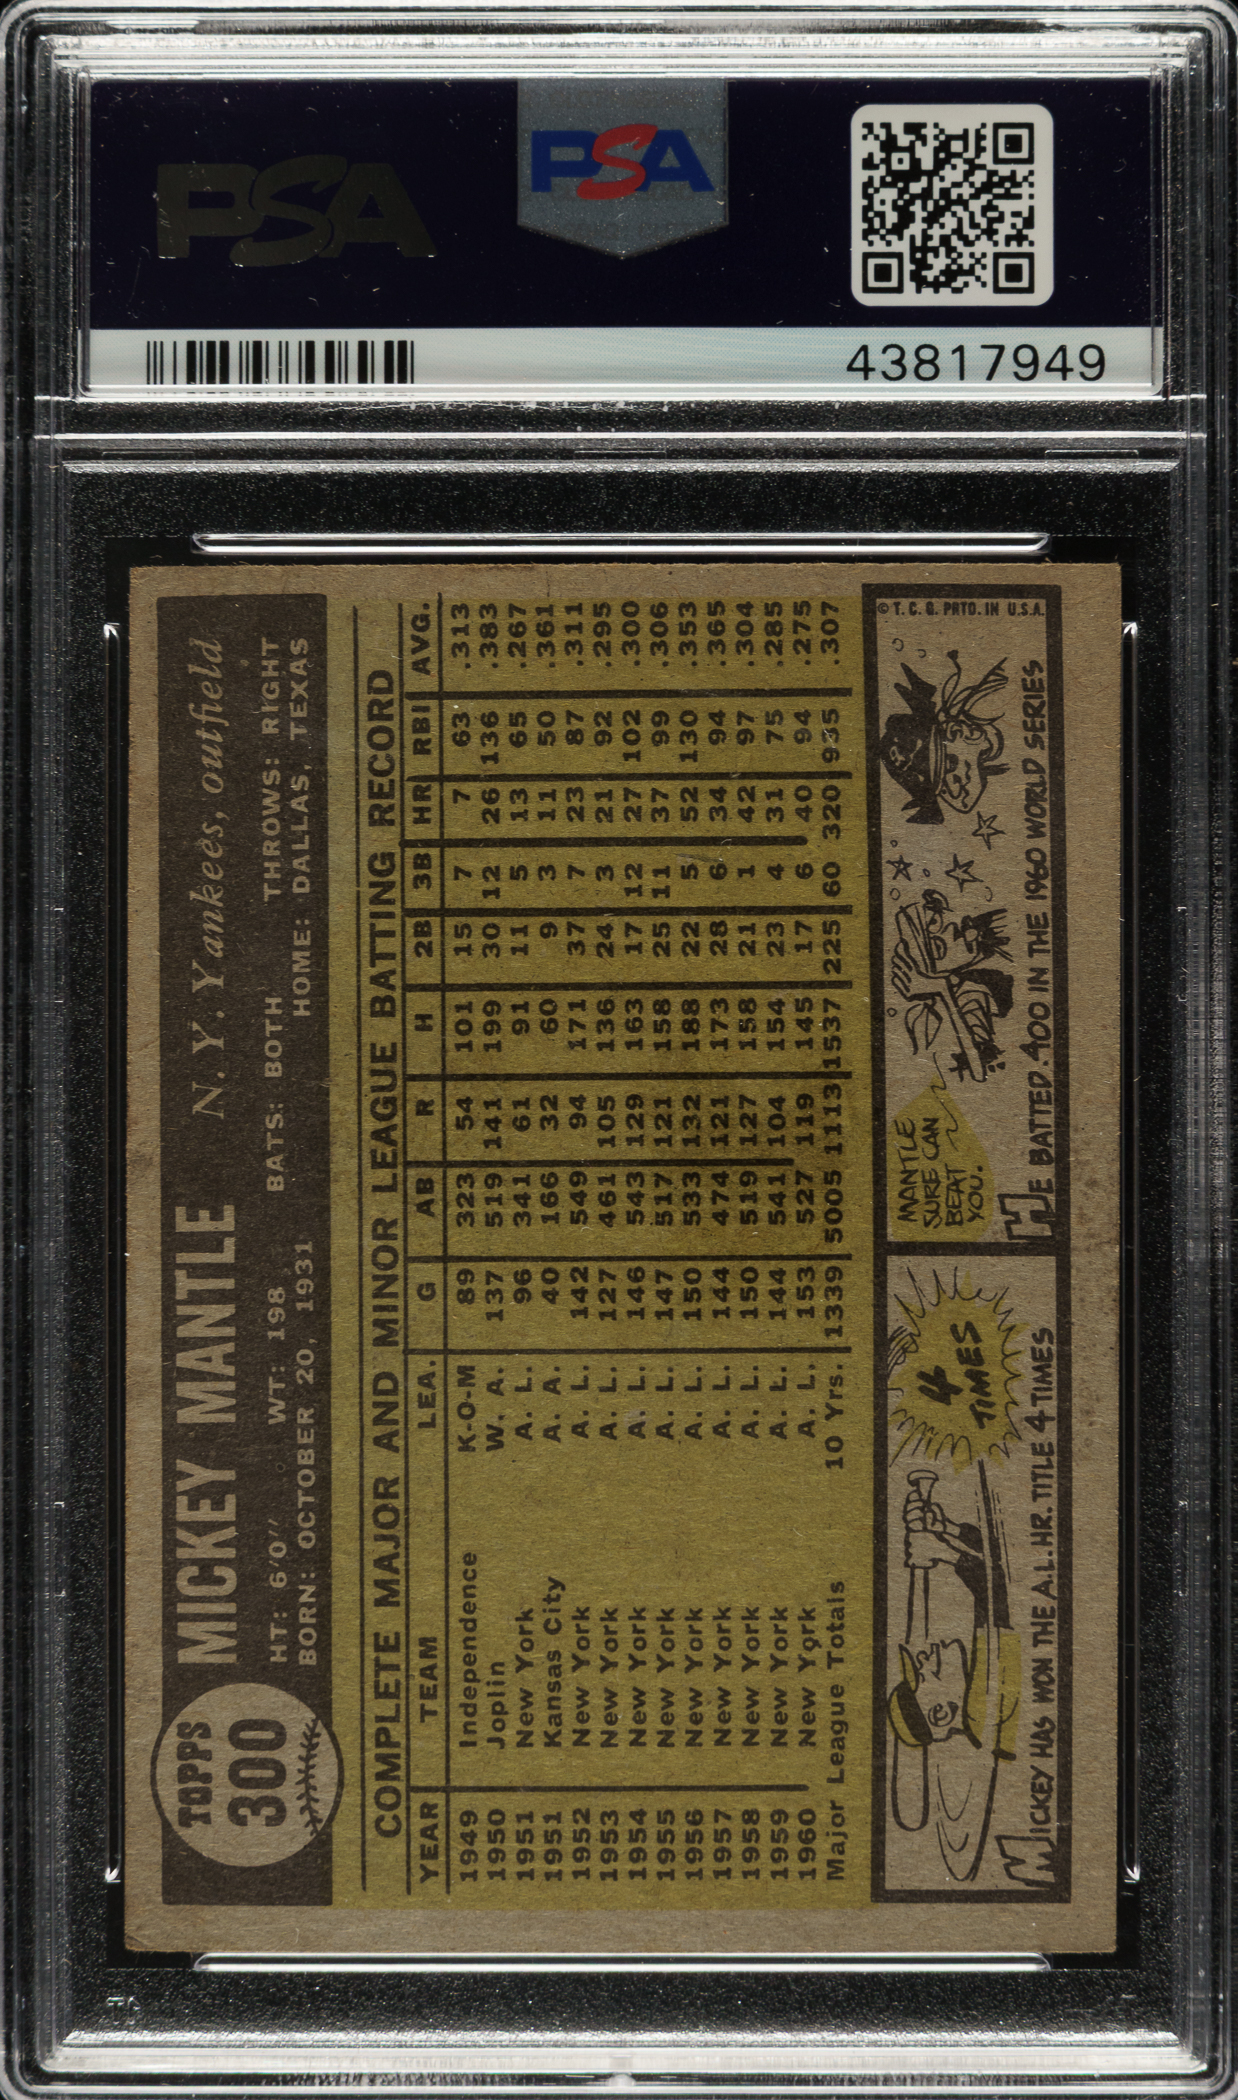 PSA
PSA
43817949
TOPPS
300
MICKEY MANTLE N. Y. Yankees, outfield
HT: 6'0" WT: 198 BATS: BOTH THROWS: RIGHT
BORN: OCTOBER 20, 1931 HOME: DALLAS, TEXAS
COMPLETE MAJOR AND MINOR LEAGUE BATTING RECORD
YEAR TEAM LEA. G AB R H 2B 3B HR RBI AVG.
1949 Independence K-O-M 89 323 54 101 15 7 7 63 .313
1950 Joplin W. A. 137 519 141 199 30 12 26 136 .383
1951 New York A. L. 96 341 61 91 11 5 13 65 .267
1951 Kansas City A. A. 40 166 32 60 9 3 11 50 .361
1952 New York A. L. 142 549 94 171 37 7 23 87 .311
1953 New York A. L. 127 461 105 136 24 3 21 92 .295
1954 New York A. L. 146 543 129 163 17 12 27 102 .300
1955 New York A. L. 147 517 121 158 25 11 37 99 .306
1956 New York A. L. 150 533 132 188 22 5 52 130 .353
1957 New York A. L. 144 474 121 173 28 6 34 94 .365
1958 New York A. L. 150 519 127 158 21 1 42 97 .304
1959 New York A. L. 144 541 104 154 23 4 31 75 .285
1960 New York A. L. 153 527 119 145 17 6 40 94 .275
Major League Totals 10 Yrs. 1339 5005 1113 1537 225 60 320 935 .307
4
TIMES
MICKEY HAS WON THE A.L. HR. TITLE 4 TIMES
MANTLE
SURE CAN
BEAT
YOU.
HE BATTED .400 IN THE 1960 WORLD SERIES
© T. C. G. PRTD. IN U.S.A.